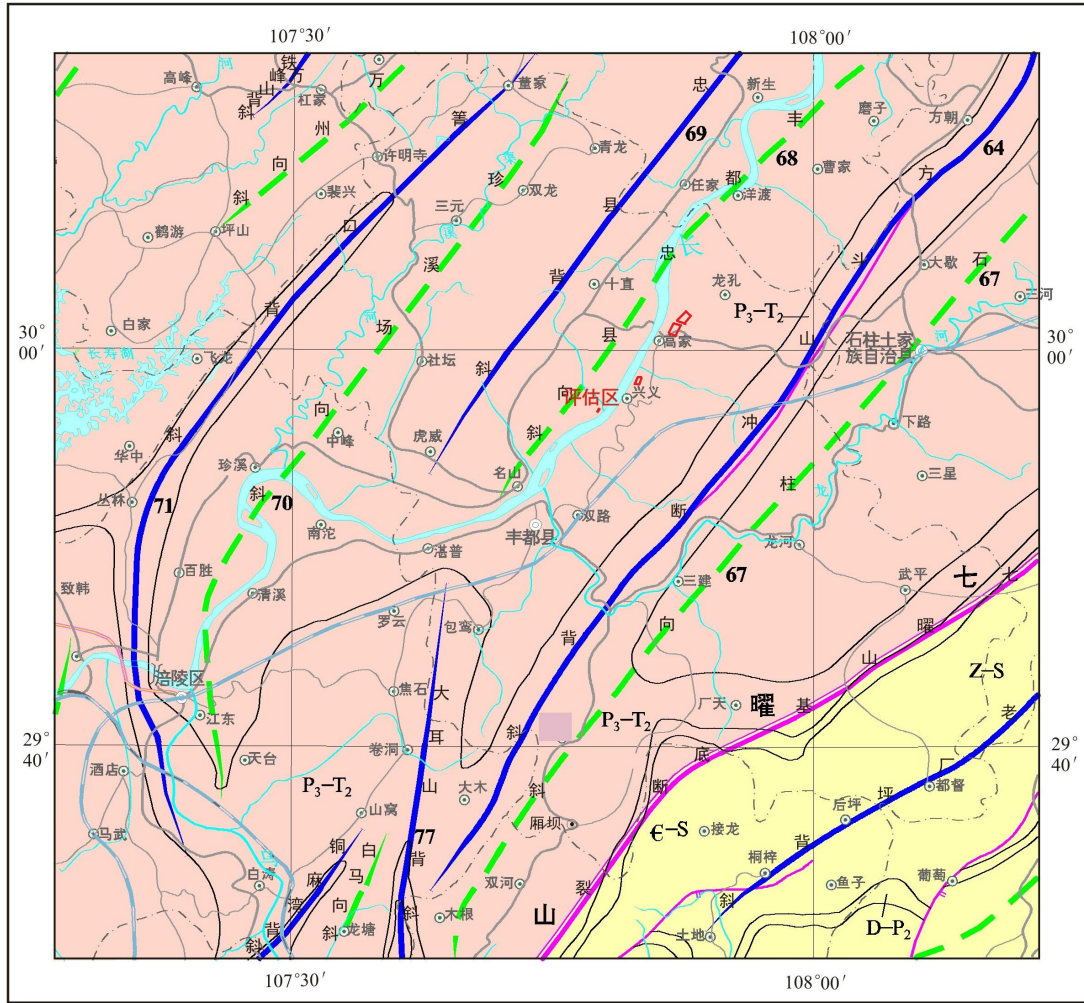 107°30′
108°00′
高峰
杠家
铁峰山背斜
万州向斜
董家
忠县背斜
69
新生
丰都忠县向斜
68
磨子
万朝
64
方斗山背斜
许明寺
裴兴
箐口背斜
青龙
双龙
珍溪场向斜
任家
洋渡
曹家
三元
鹤游
坪山
大歇
石柱向斜
67
三河
十直
龙孔
P₃–T₂
长
白家
高家
30°00′
30°00′
石柱土家族自治县
飞龙
长寿湖
社坛
评估区
兴义
下路
冲断
华中
中峰
虎威
珍溪
名山
三星
丛林
71
70
南沱
双路
丰都县
湛普
龙河
龙
67
三建
百胜
致韩
清溪
武平
七曜山基底断裂
七曜山
罗云
包鸾
Z–S
涪陵区
焦石
大耳山背斜
厂天
P₃–T₂
江东
老厂坪背斜
29°40′
29°40′
卷洞
天台
酒店
P₃–T₂
大木
都督
山窝
厢坝
后坪
马武
Є–S
接龙
77
铜麻湾背斜
白马向斜
桐梓
白涛
双河
鱼子
葡萄
木根
龙塘
土地
D–P₂
107°30′
108°00′